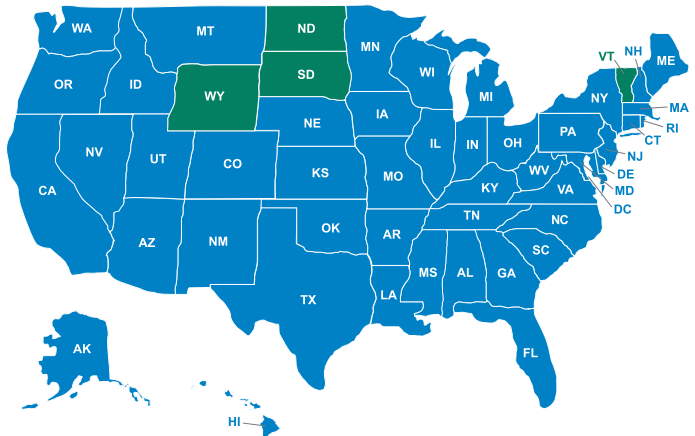 WA
MT
ND
MN
VT
NH
ME
OR
ID
WY
SD
WI
MI
NY
MA
RI
CT
NV
UT
CO
NE
IA
IL
IN
OH
PA
NJ
DE
MD
DC
CA
KS
MO
KY
WV
VA
AZ
NM
OK
AR
TN
NC
SC
TX
LA
MS
AL
GA
FL
AK
HI